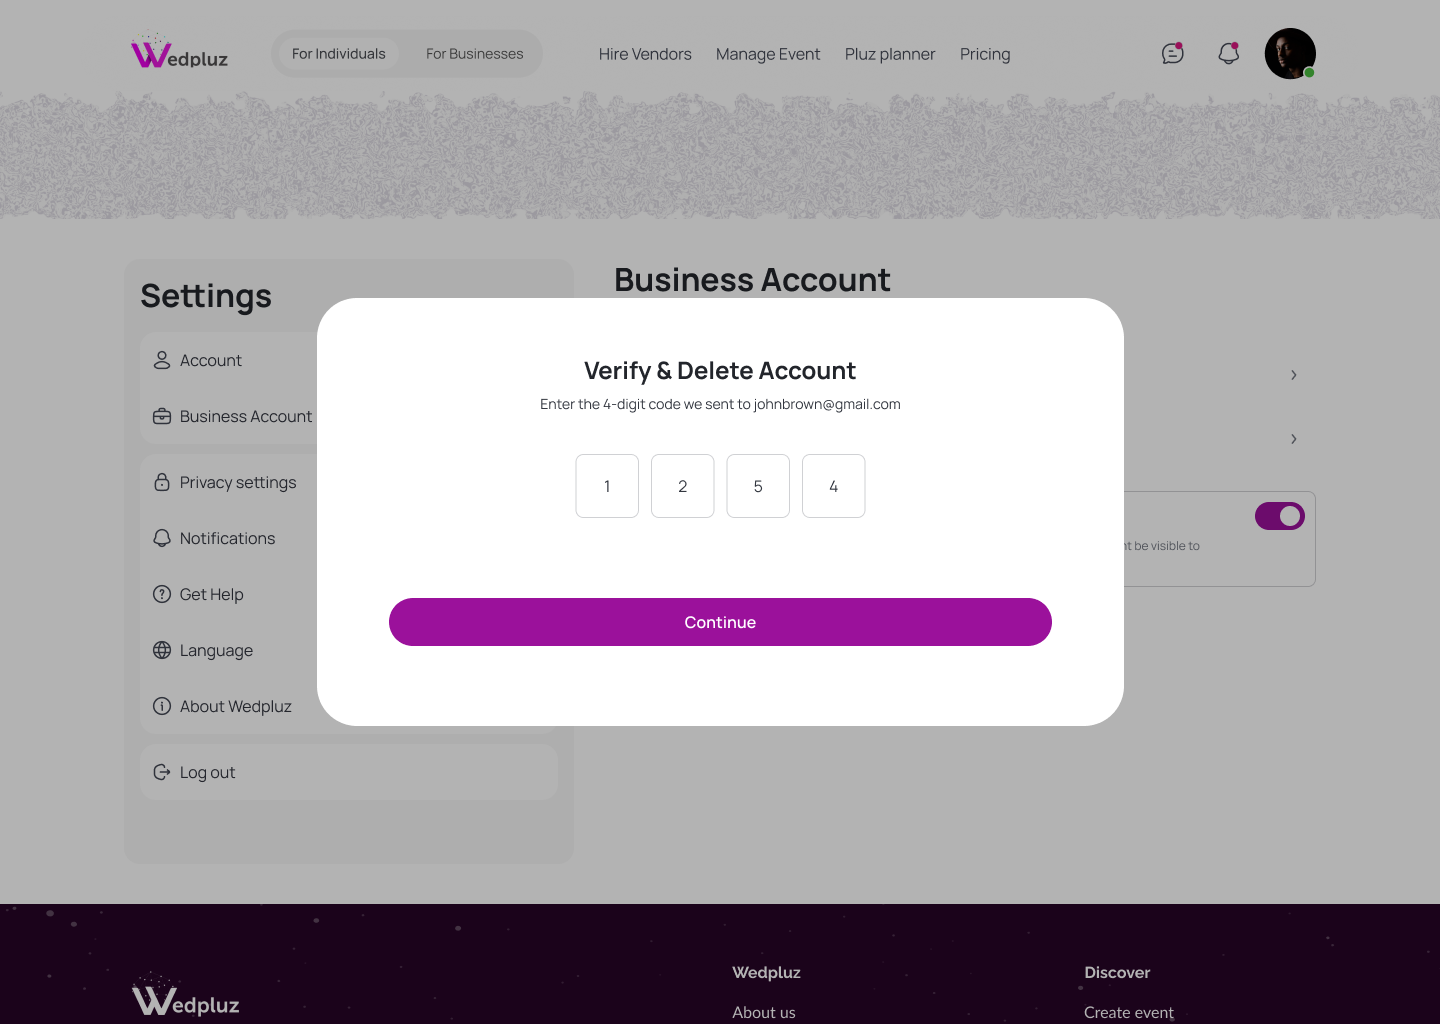 Wedpluz
For Individuals
For Businesses
Hire Vendors
Manage Event
Pluz planner
Pricing
Settings
Account
Business Account
Privacy settings
Notifications
Get Help
Language
About Wedpluz
Log out
Business Account
be visible to
Verify & Delete Account
Enter the 4-digit code we sent to johnbrown@gmail.com
1 2 5 4
Continue
Wedpluz
Wedpluz
About us
Discover
Create event